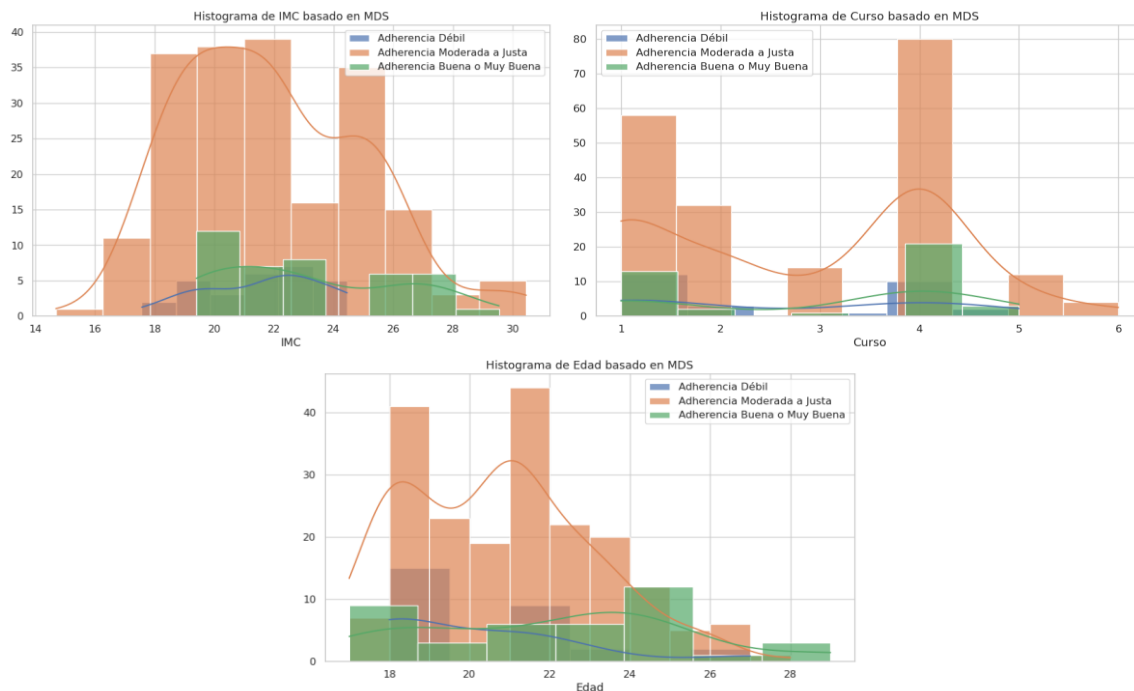 Histograma de IMC basado en MDS
Adherencia Débil
Adherencia Moderada a Justa
Adherencia Buena o Muy Buena
40
35
30
25
20
15
10
5
0
14 16 18 20 22 24 26 28 30
IMC
Histograma de Curso basado en MDS
Adherencia Débil
Adherencia Moderada a Justa
Adherencia Buena o Muy Buena
80
70
60
50
40
30
20
10
0
1 2 3 4 5 6
Curso
Histograma de Edad basado en MDS
Adherencia Débil
Adherencia Moderada a Justa
Adherencia Buena o Muy Buena
40
30
20
10
0
18 20 22 24 26 28
Edad